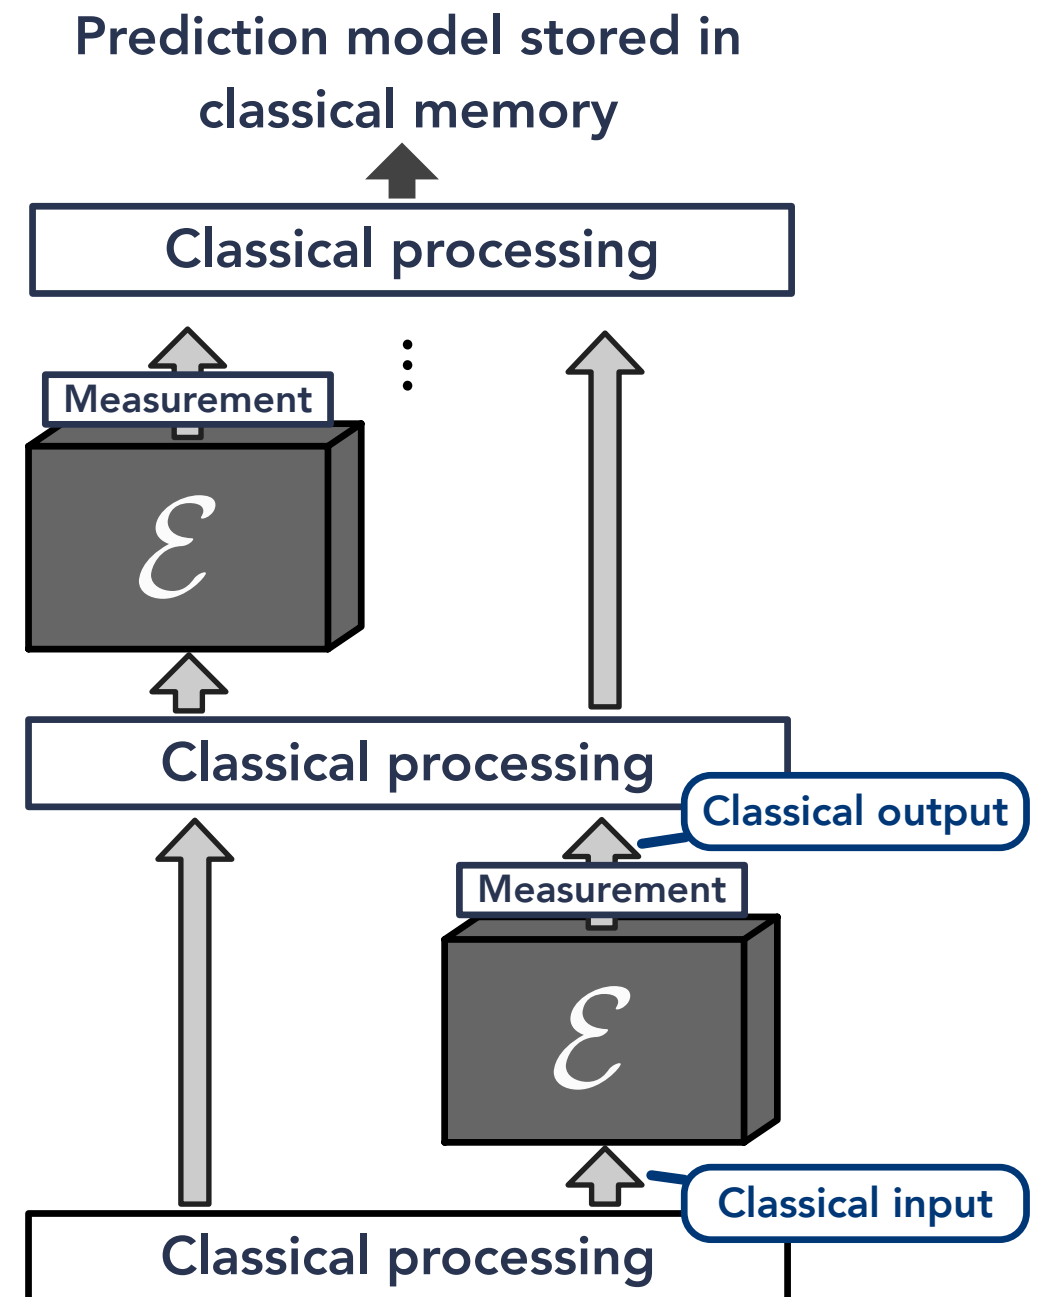 Prediction model stored in
classical memory
Classical processing
⋮
Measurement
ℰ
Classical processing
Classical output
Measurement
ℰ
Classical input
Classical processing